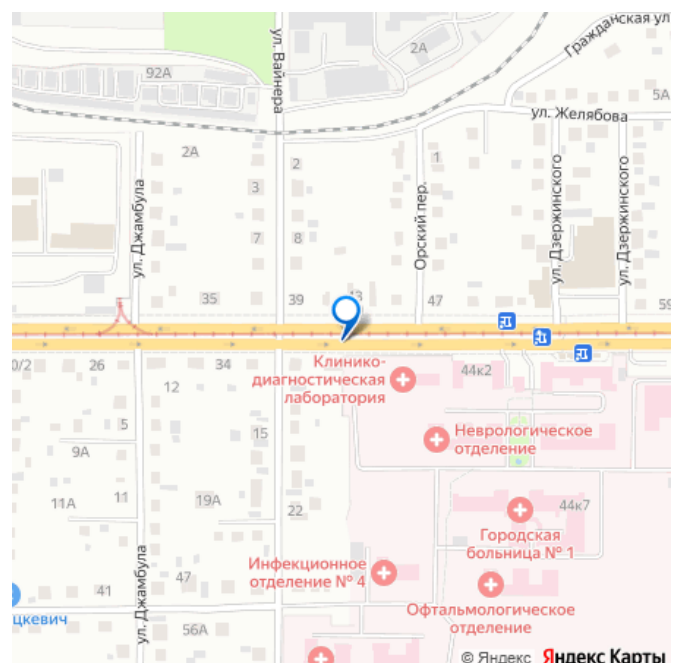 Гражданская ул
2А
ул. Вайнера
92А
5А
ул. Желябова
2А
2
1
3
ул. Джамбула
Орский пер.
ул. Дзержинского
ул. Дзержинского
7
8
35
39
43
47
59
0/2
26
34
Клинико-
диагностическая
лаборатория
44к2
12
5
15
Неврологическое
отделение
9А
11А
11
19А
22
44к7
Городская
больница № 1
Инфекционное
отделение № 4
47
41
цкевич
ул. Джамбула
56А
Офтальмологическое
отделение
© Яндекс Яндекс Карты